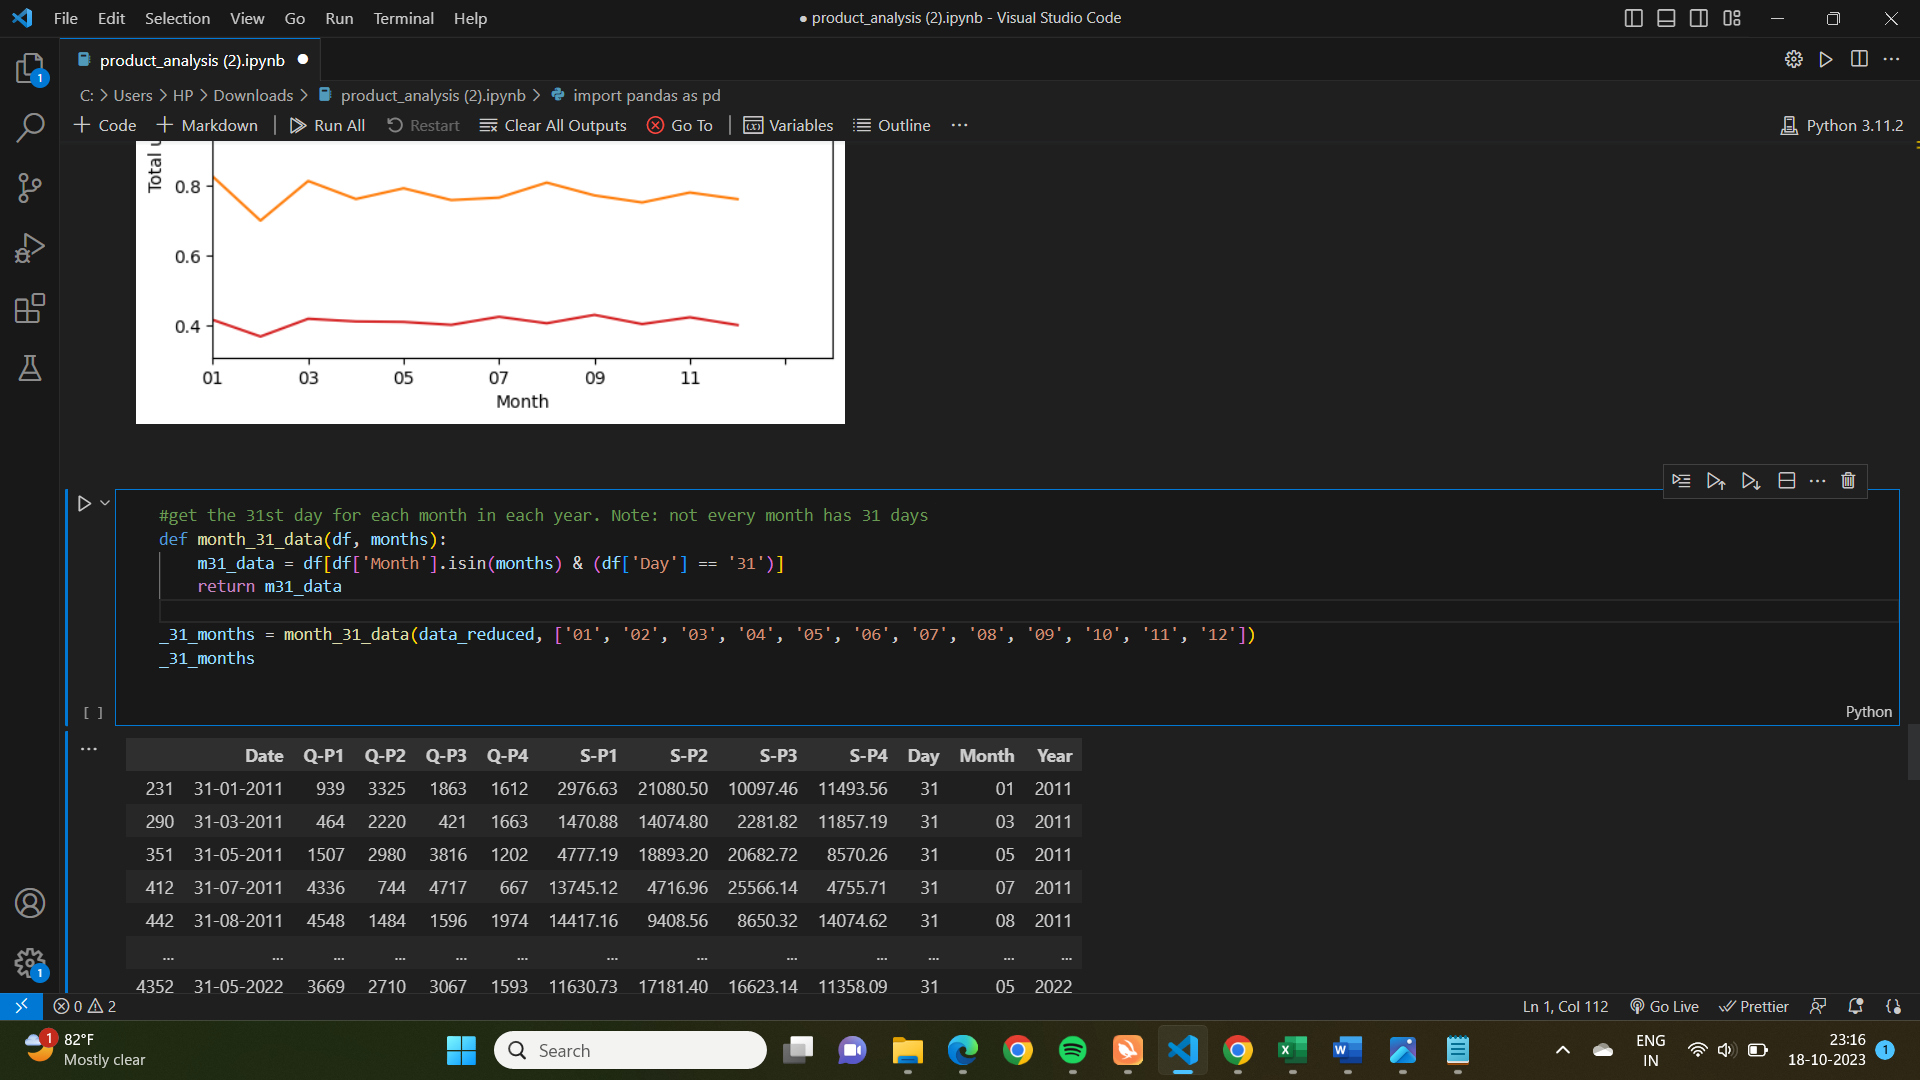 File Edit Selection View Go Run Terminal Help
● product_analysis (2).ipynb - Visual Studio Code
product_analysis (2).ipynb ●
C: > Users > HP > Downloads > product_analysis (2).ipynb > import pandas as pd
+ Code + Markdown | Run All Restart Clear All Outputs Go To | Variables Outline ...
Python 3.11.2
Total
0.8
0.6
0.4
01 03 05 07 09 11
Month
#get the 31st day for each month in each year. Note: not every month has 31 days
def month_31_data(df, months):
    m31_data = df[df['Month'].isin(months) & (df['Day'] == '31')]
    return m31_data
_31_months = month_31_data(data_reduced, ['01', '02', '03', '04', '05', '06', '07', '08', '09', '10', '11', '12'])
_31_months
[ ]
Python
...
Date Q-P1 Q-P2 Q-P3 Q-P4 S-P1 S-P2 S-P3 S-P4 Day Month Year
231 31-01-2011 939 3325 1863 1612 2976.63 21080.50 10097.46 11493.56 31 01 2011
290 31-03-2011 464 2220 421 1663 1470.88 14074.80 2281.82 11857.19 31 03 2011
351 31-05-2011 1507 2980 3816 1202 4777.19 18893.20 20682.72 8570.26 31 05 2011
412 31-07-2011 4336 744 4717 667 13745.12 4716.96 25566.14 4755.71 31 07 2011
442 31-08-2011 4548 1484 1596 1974 14417.16 9408.56 8650.32 14074.62 31 08 2011
... ... ... ... ... ... ... ... ... ... ... ... ...
4352 31-05-2022 3669 2710 3067 1593 11630.73 17181.40 16623.14 11358.09 31 05 2022
0 2
Ln 1, Col 112 Go Live Prettier
1
1
1
82°F
Mostly clear
Search
ENG
IN
23:16
18-10-2023
1